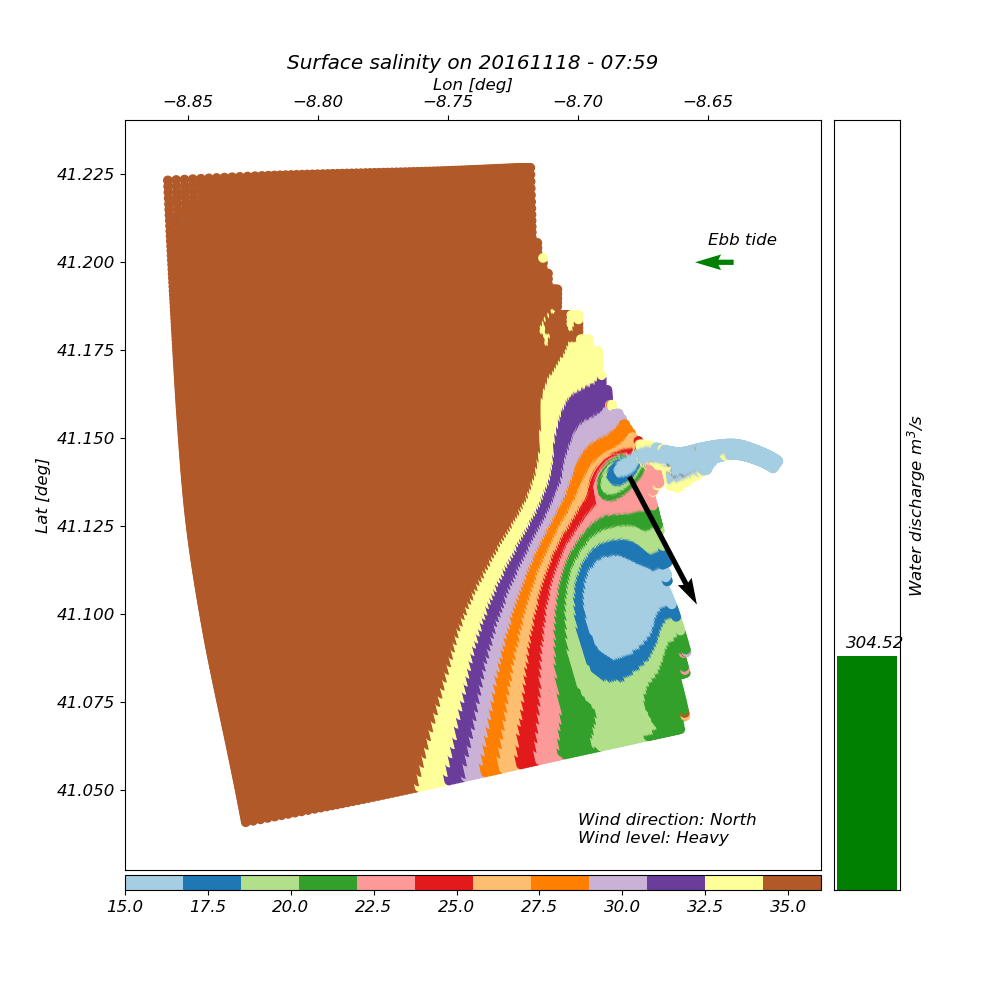 Surface salinity on 20161118 - 07:59
Lon [deg]
−8.85 −8.80 −8.75 −8.70 −8.65
41.225
Ebb tide
41.200
41.175
41.150
41.125
41.100
41.075
41.050
Lat [deg]
Water discharge m³/s
304.52
Wind direction: North
Wind level: Heavy
15.0 17.5 20.0 22.5 25.0 27.5 30.0 32.5 35.0